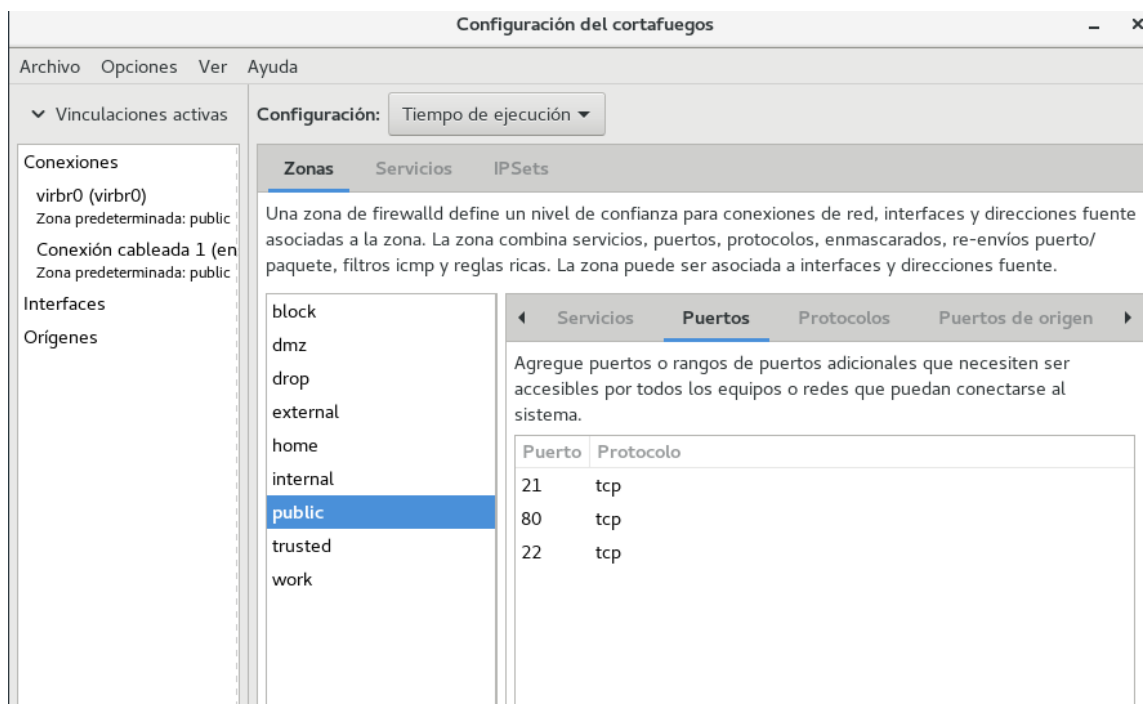 Configuración del cortafuegos
Archivo Opciones Ver Ayuda
Vinculaciones activas
Configuración: Tiempo de ejecución
Conexiones
virbr0 (virbr0)
Zona predeterminada: public
Conexión cableada 1 (en
Zona predeterminada: public
Interfaces
Orígenes
Zonas Servicios IPSets
Una zona de firewalld define un nivel de confianza para conexiones de red, interfaces y direcciones fuente
asociadas a la zona. La zona combina servicios, puertos, protocolos, enmascarados, re-envíos puerto/
paquete, filtros icmp y reglas ricas. La zona puede ser asociada a interfaces y direcciones fuente.
block
dmz
drop
external
home
internal
public
trusted
work
Servicios Puertos Protocolos Puertos de origen
Agregue puertos o rangos de puertos adicionales que necesiten ser
accesibles por todos los equipos o redes que puedan conectarse al
sistema.
Puerto Protocolo
21 tcp
80 tcp
22 tcp